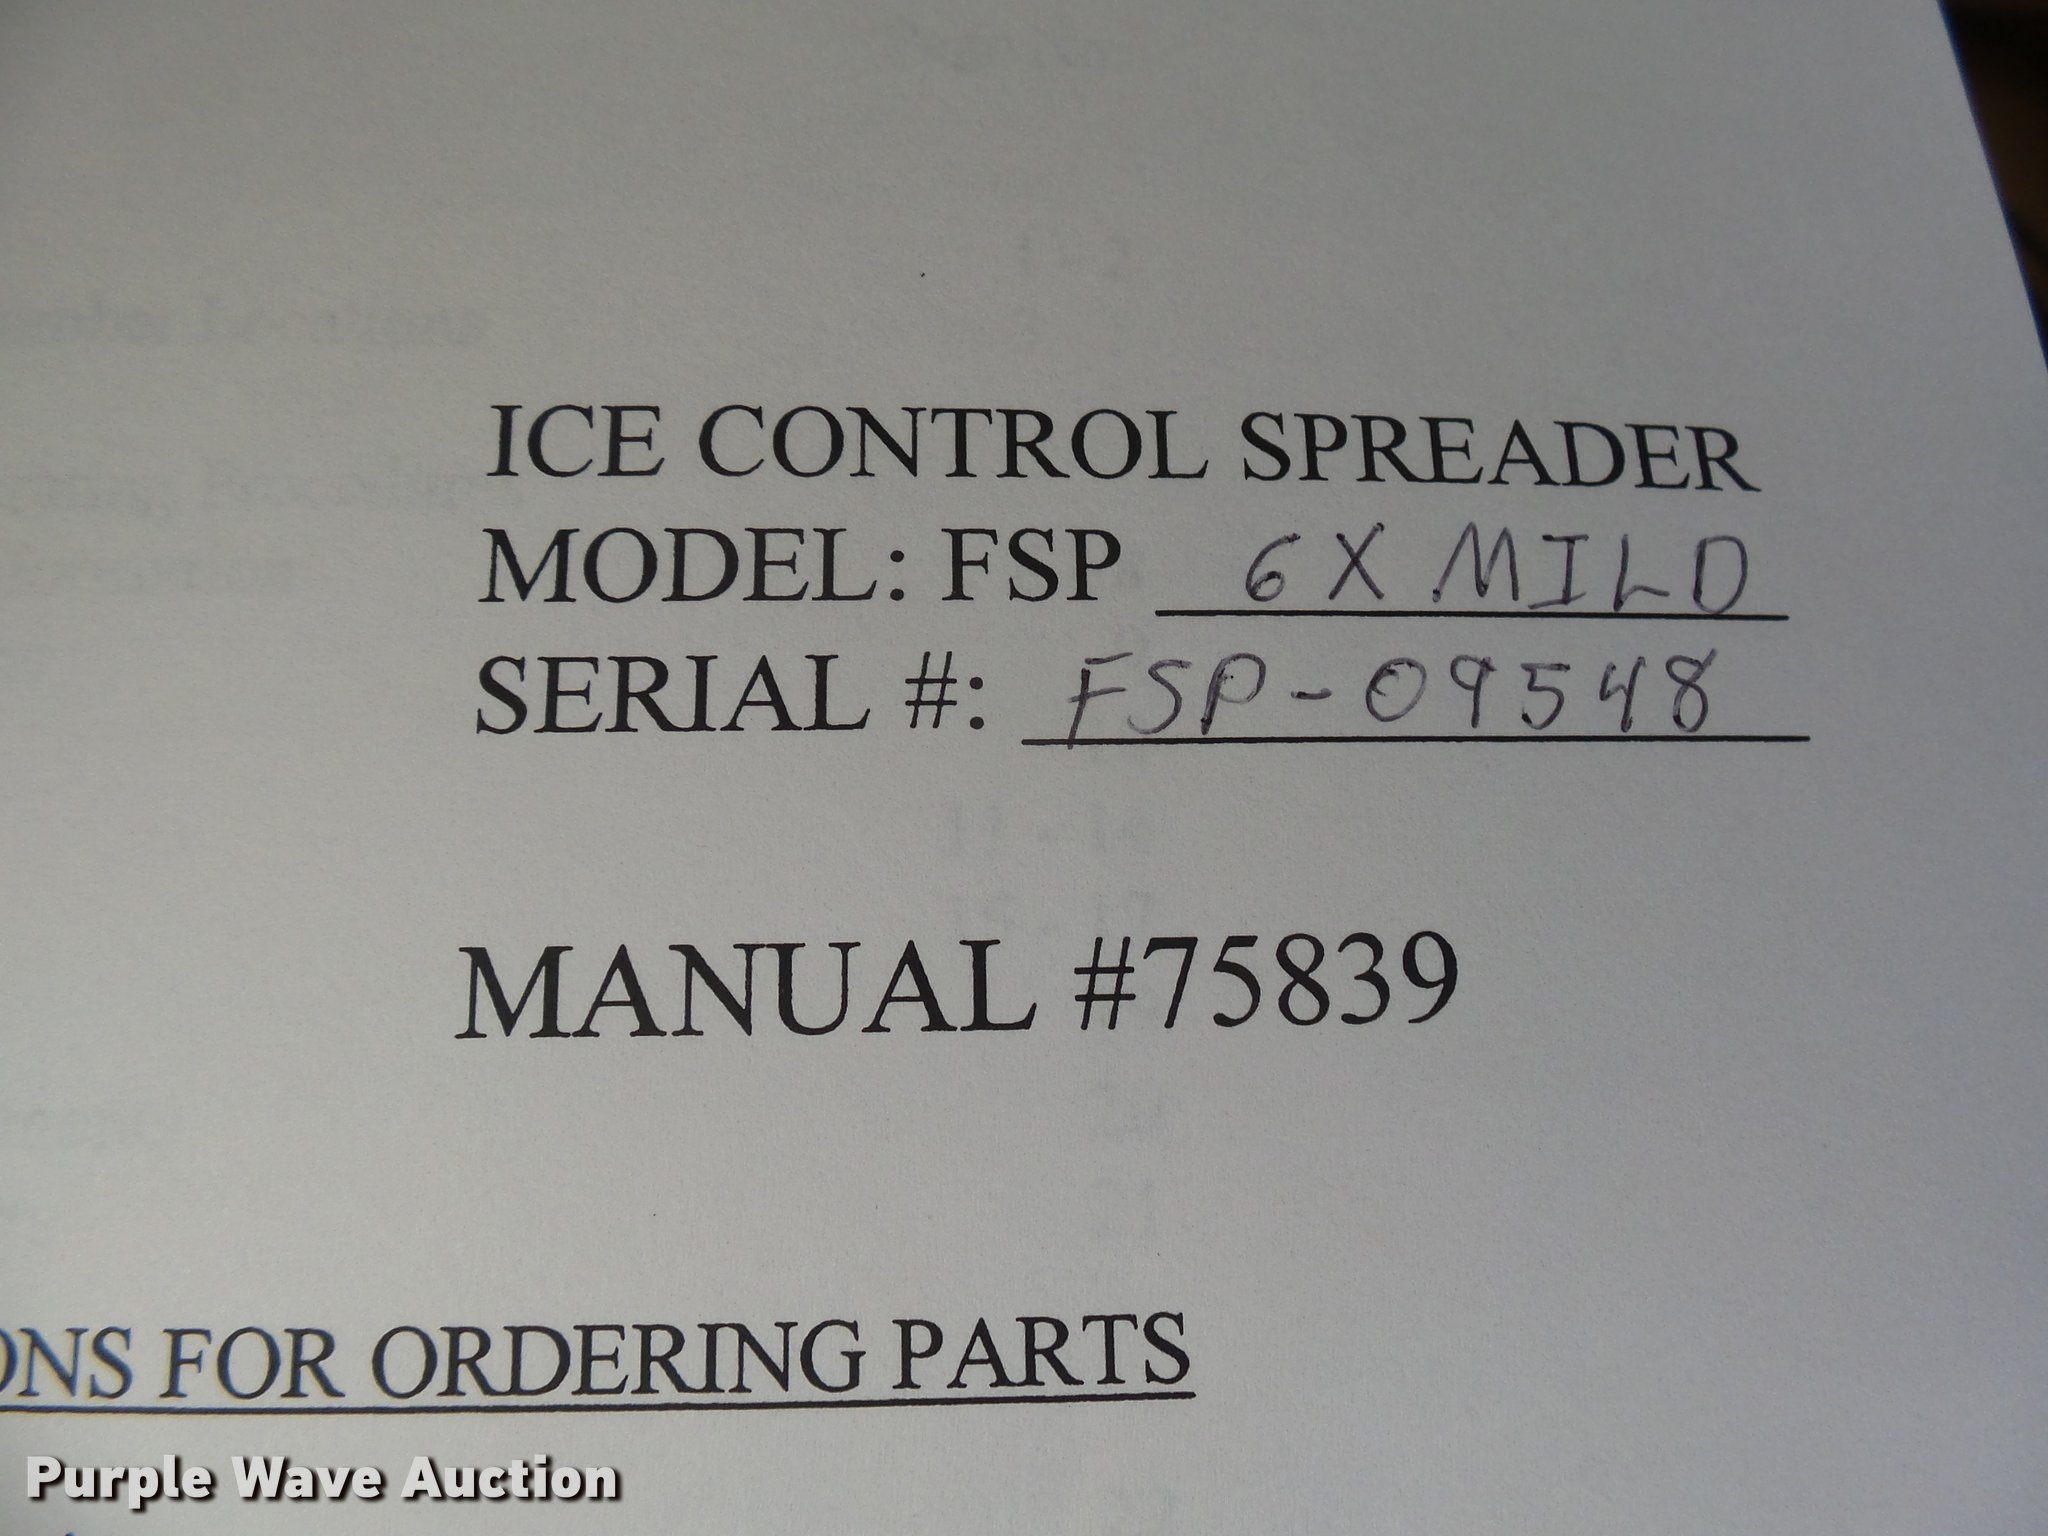 ICE CONTROL SPREADER
MODEL: FSP 6X MILD
SERIAL #: FSP-09548
MANUAL #75839
ONS FOR ORDERING PARTS
Purple Wave Auction